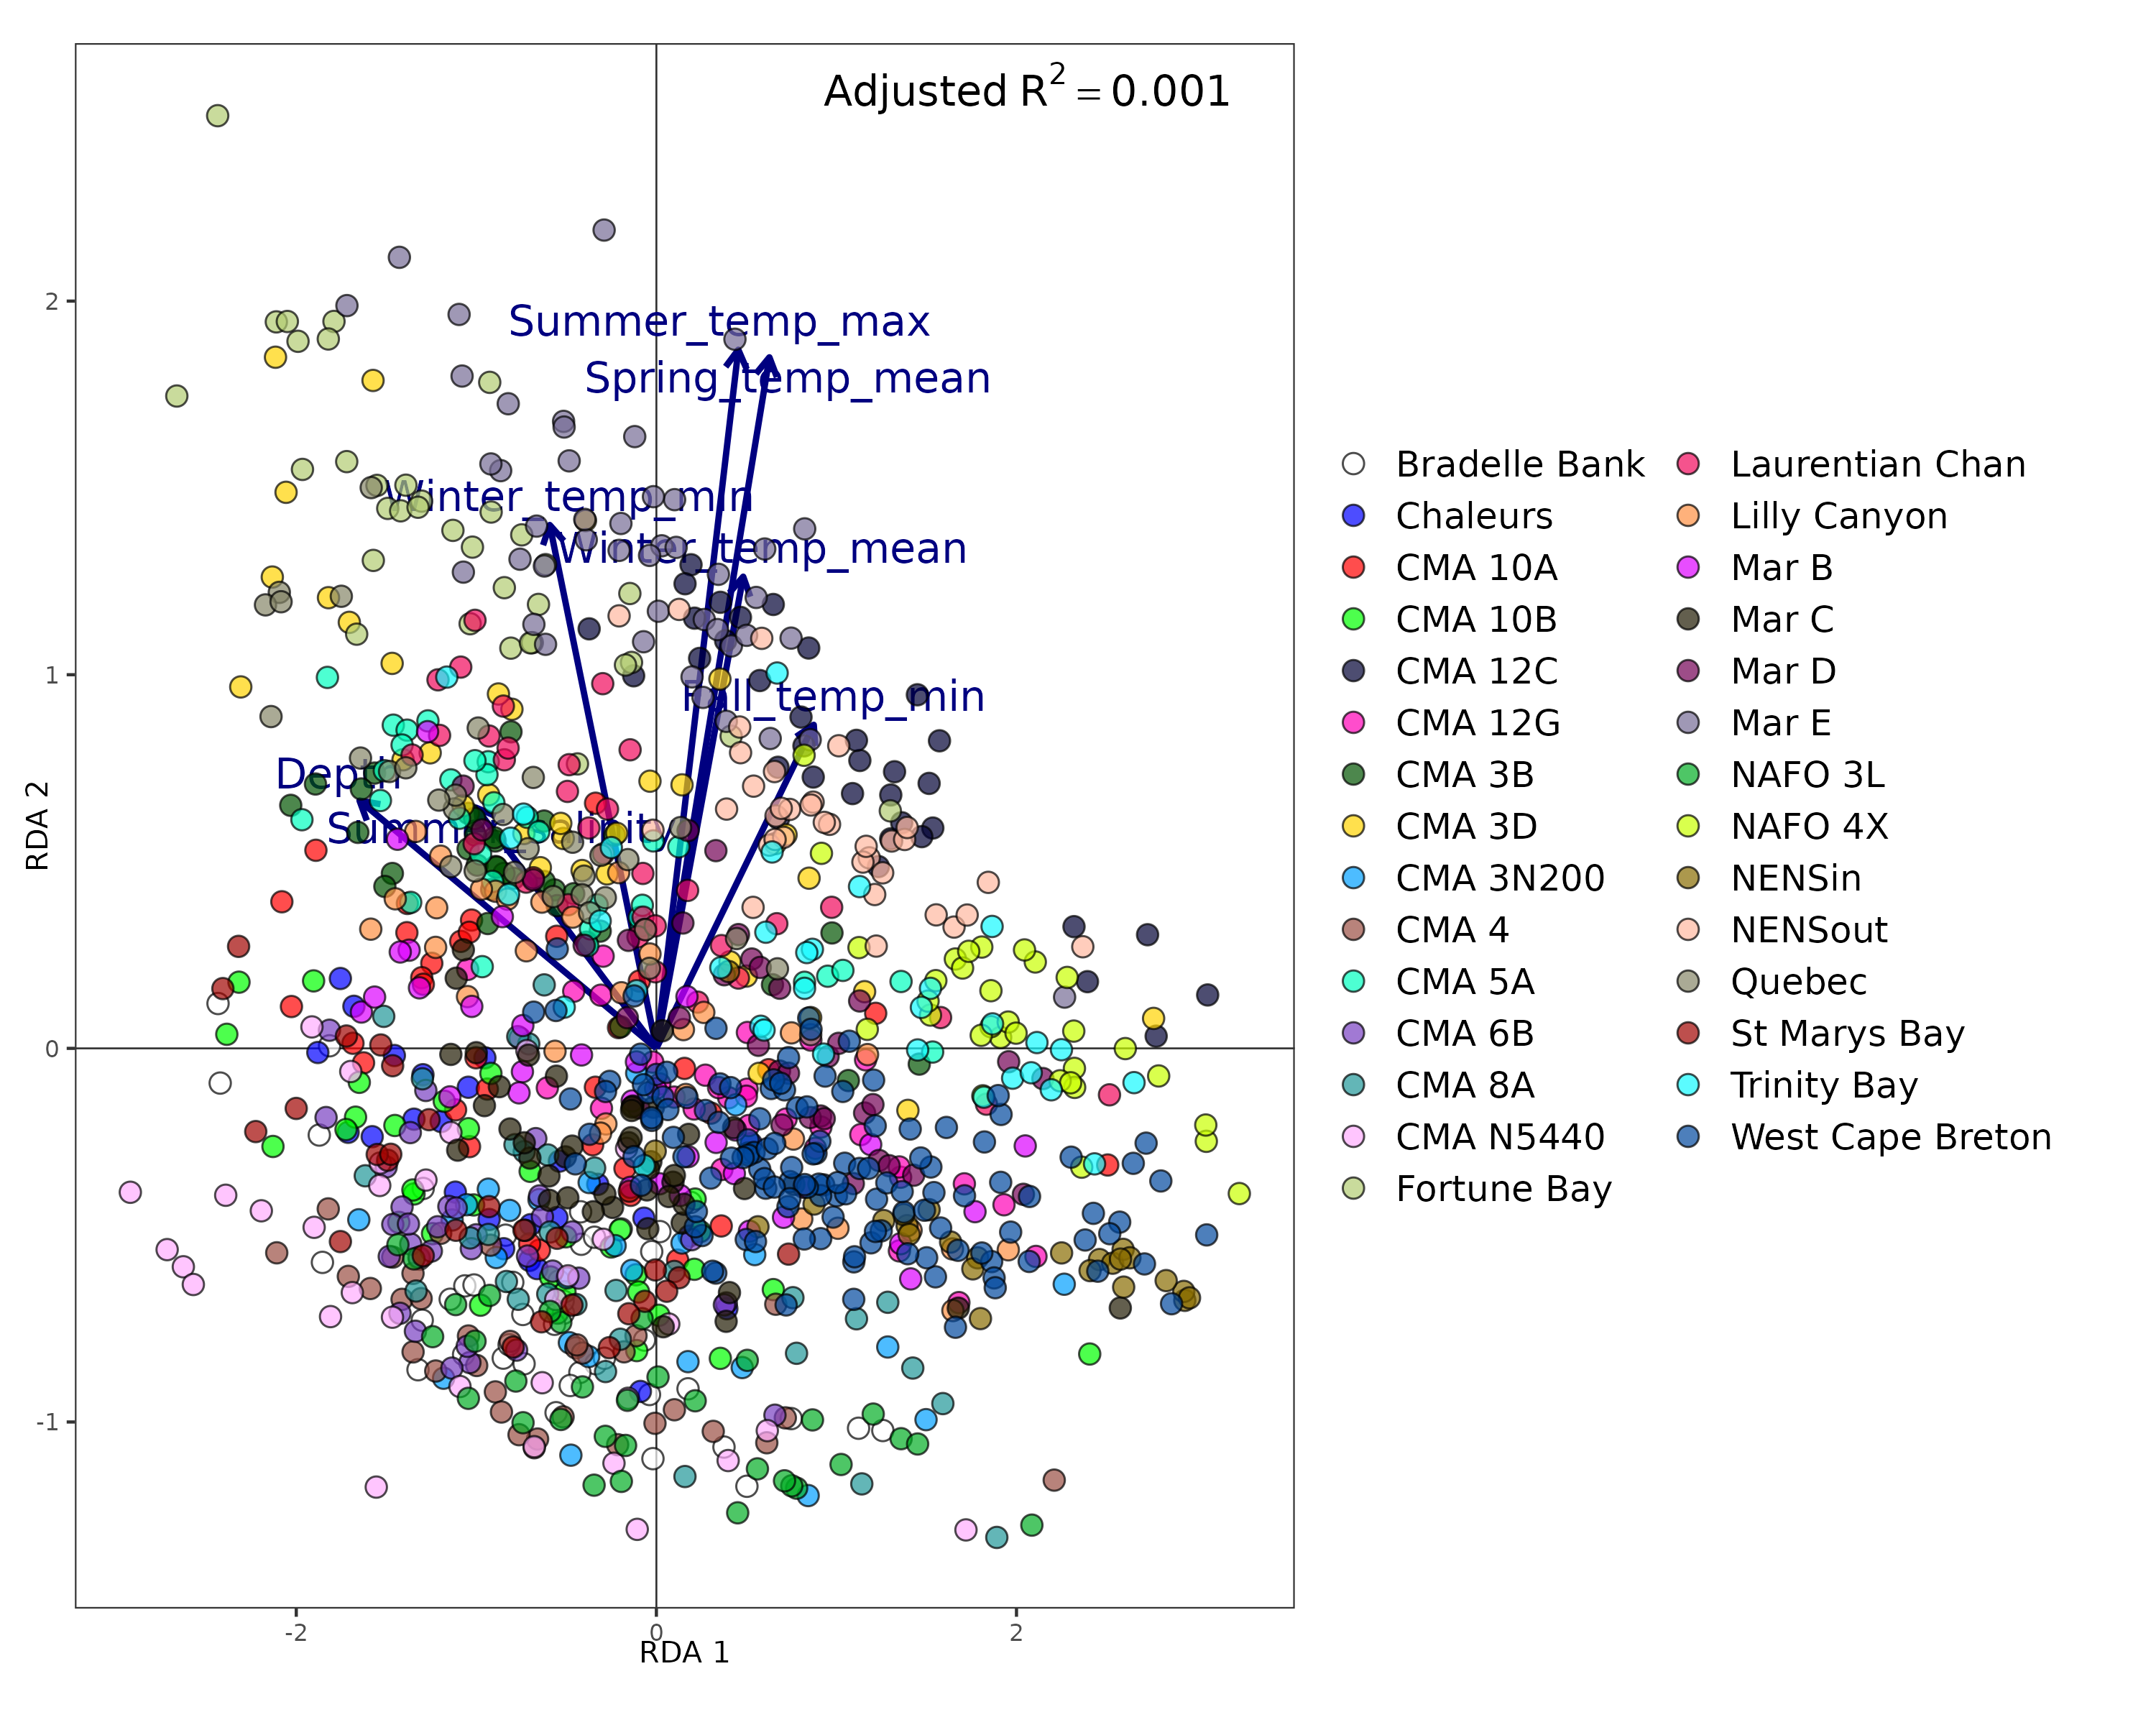 Adjusted R² = 0.001
2
Summer_temp_max
Spring_temp_mean
Winter_temp_min
Winter_temp_mean
1
Fall_temp_min
Depth
RDA 2
0
-1
-2
0
2
RDA 1
Bradelle Bank
Chaleurs
CMA 10A
CMA 10B
CMA 12C
CMA 12G
CMA 3B
CMA 3D
CMA 3N200
CMA 4
CMA 5A
CMA 6B
CMA 8A
CMA N5440
Fortune Bay
Laurentian Chan
Lilly Canyon
Mar B
Mar C
Mar D
Mar E
NAFO 3L
NAFO 4X
NENSin
NENSout
Quebec
St Marys Bay
Trinity Bay
West Cape Breton